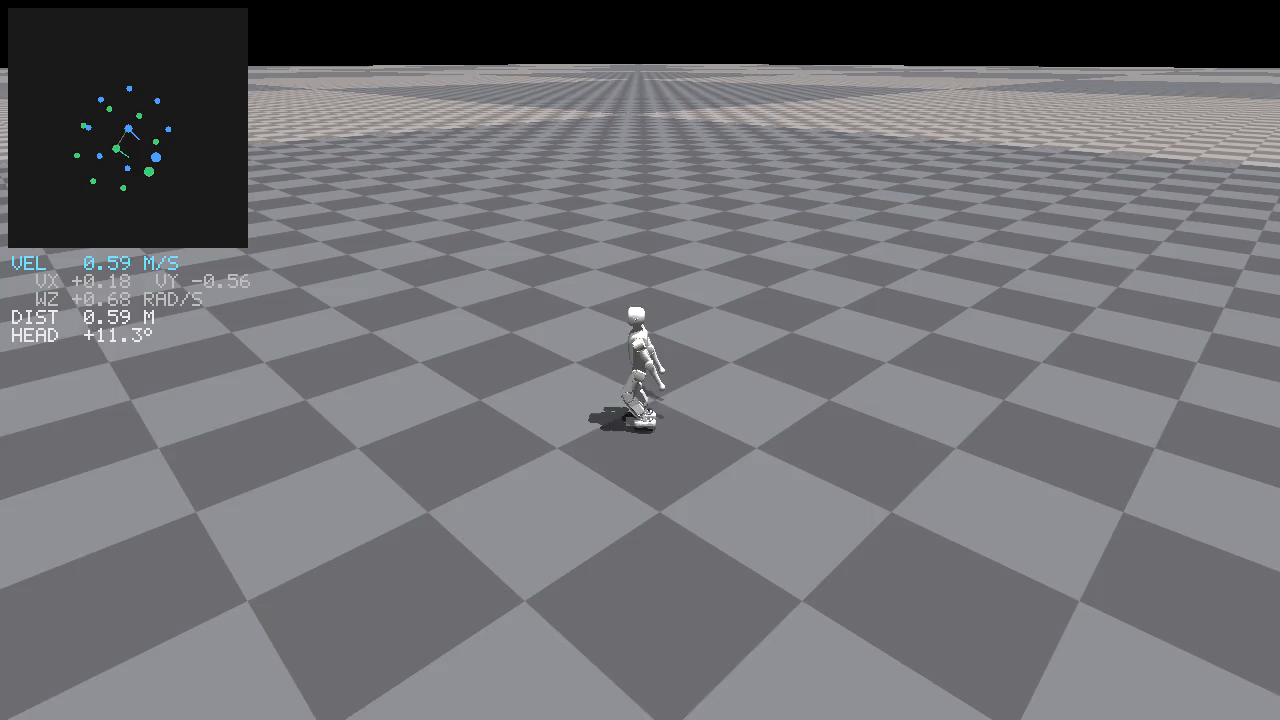 VEL 0.59 M/S
VX +0.18 VY -0.56
WZ +0.68 RAD/S
DIST 0.59 M
HEAD +11.3°